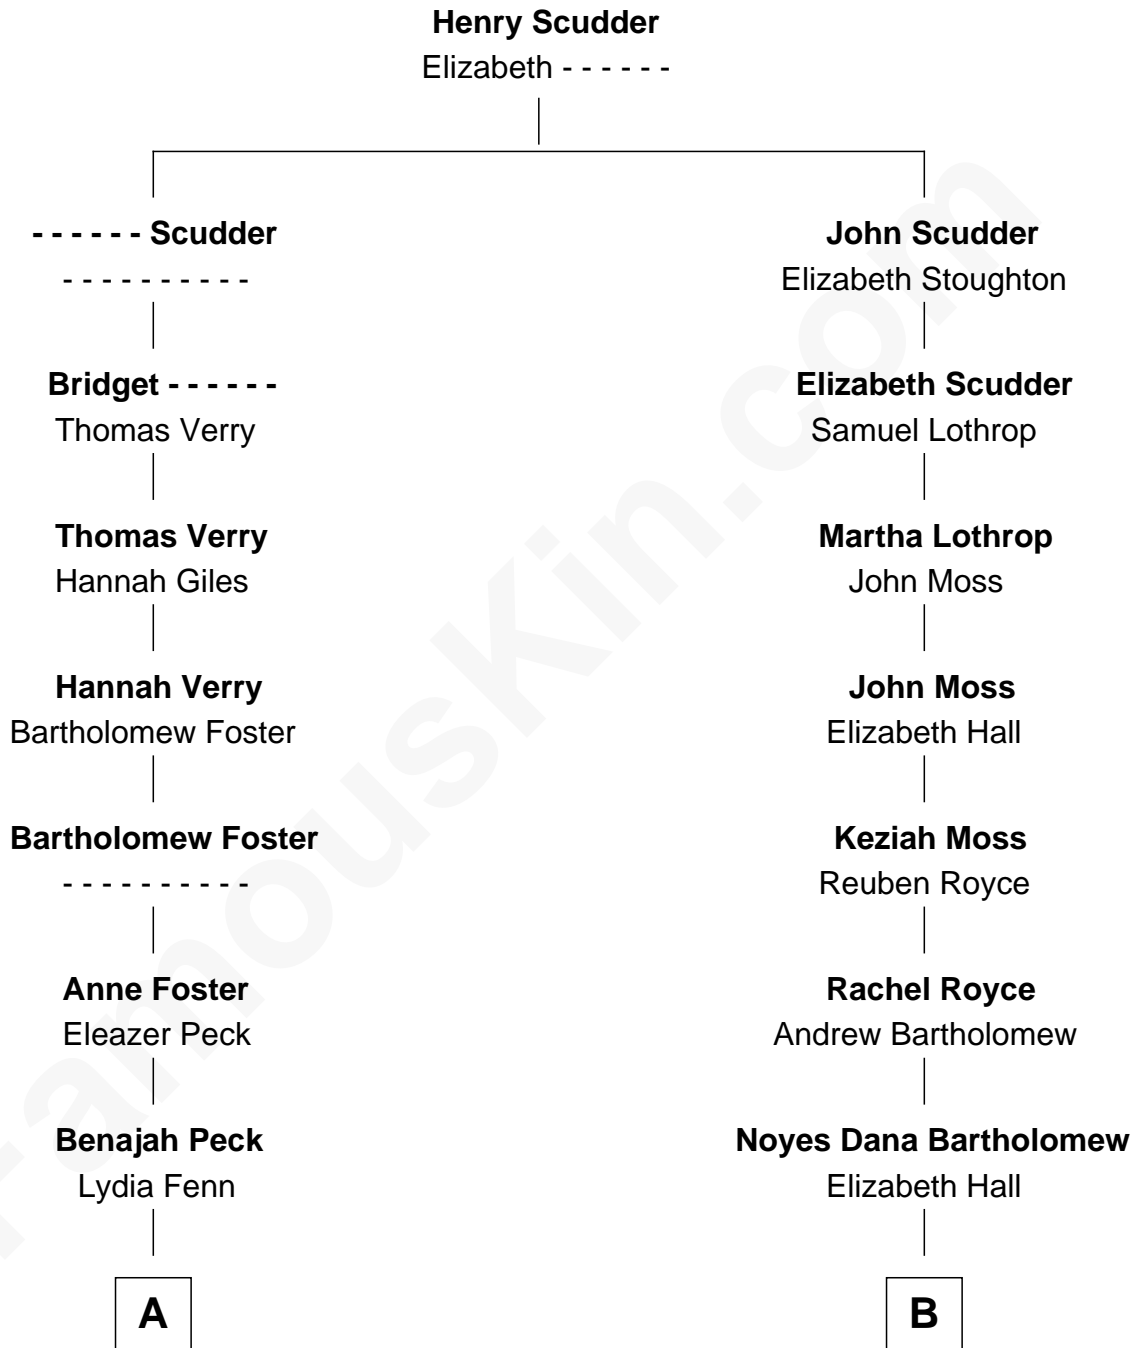 Henry Scudder
Elizabeth - - - - - -
- - - - - - Scudder
- - - - - - - - - -
Bridget - - - - - -
Thomas Verry
Thomas Verry
Hannah Giles
Hannah Verry
Bartholomew Foster
Bartholomew Foster
- - - - - - - - - -
Anne Foster
Eleazer Peck
Benajah Peck
Lydia Fenn
A
John Scudder
Elizabeth Stoughton
Elizabeth Scudder
Samuel Lothrop
Martha Lothrop
John Moss
John Moss
Elizabeth Hall
Keziah Moss
Reuben Royce
Rachel Royce
Andrew Bartholomew
Noyes Dana Bartholomew
Elizabeth Hall
B
FamousKin.com